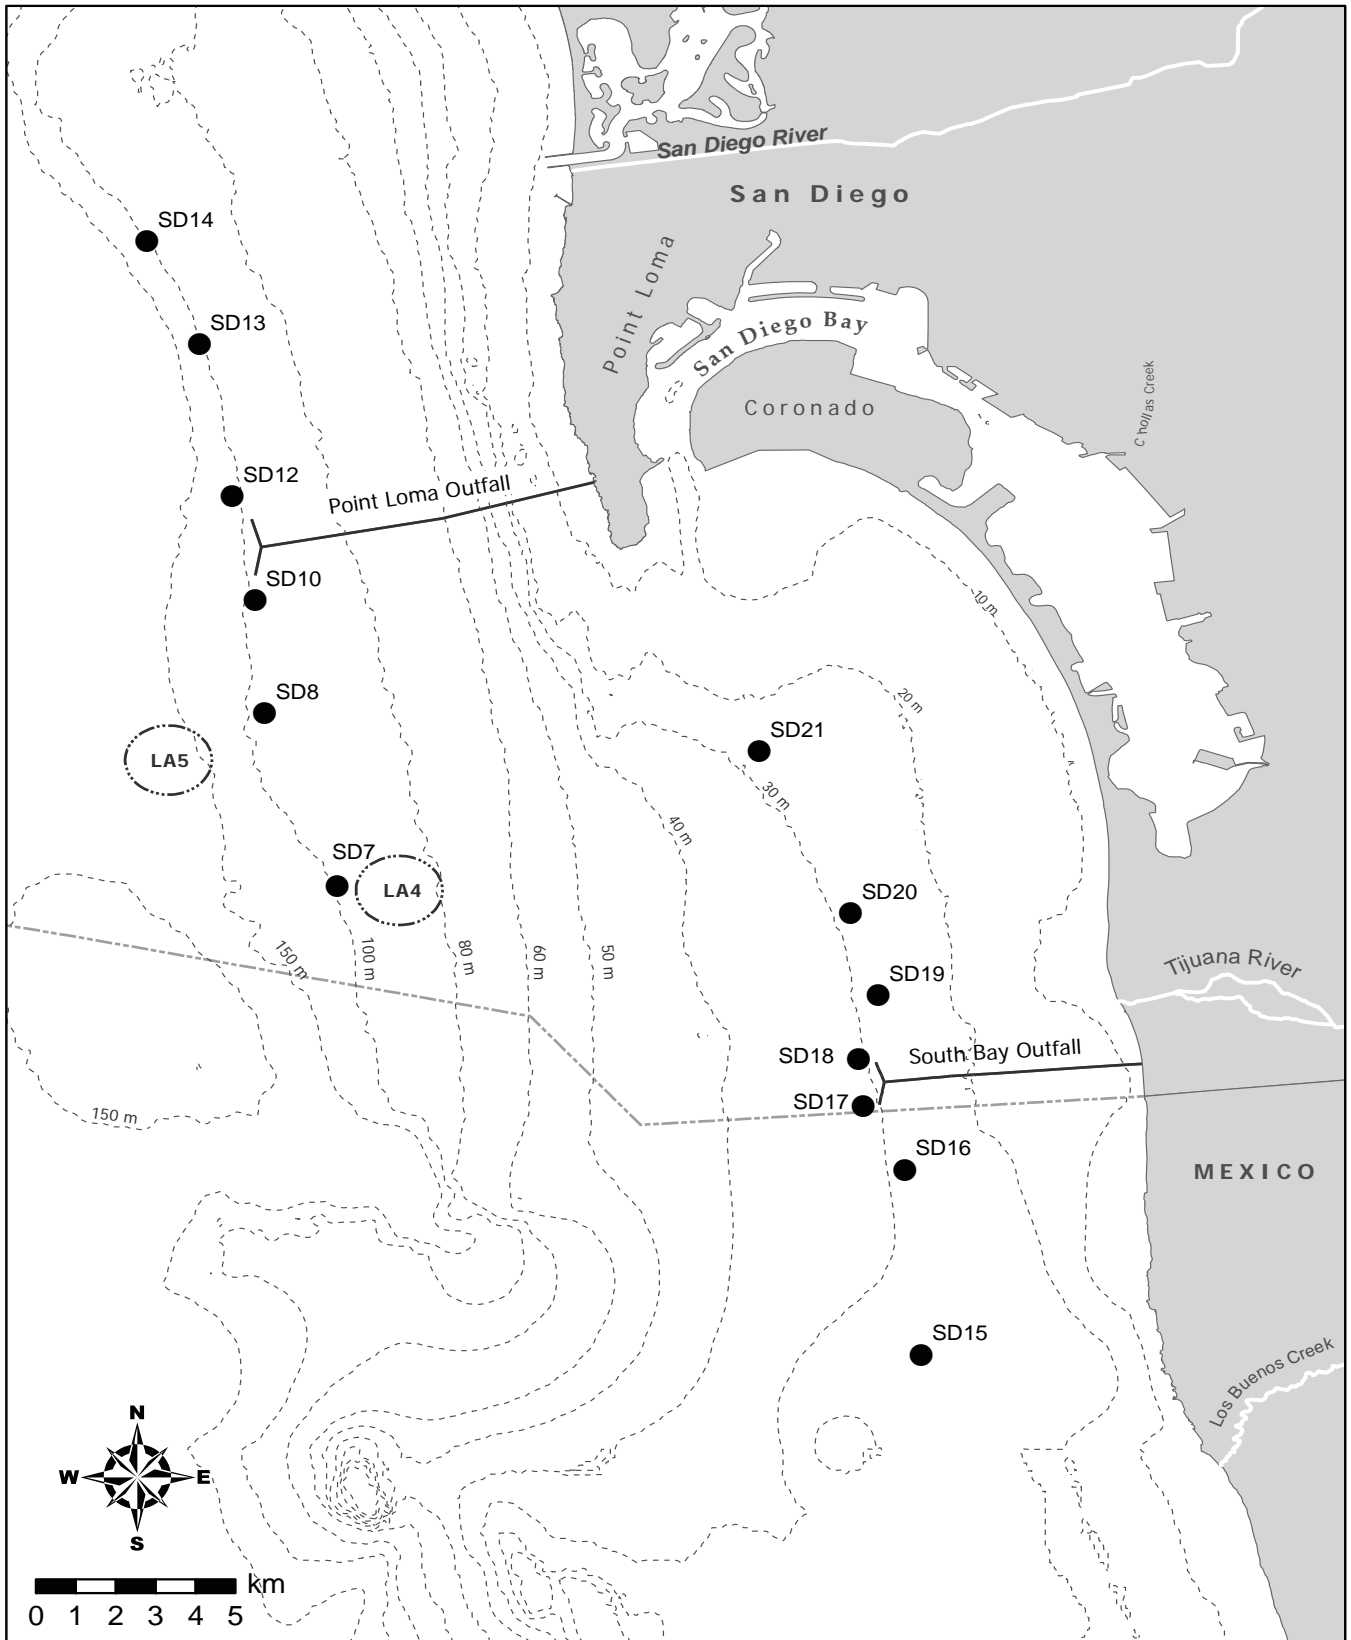 San Diego River
San Diego
SD14
Point Loma
SD13
San Diego Bay
Coronado
Chollas Creek
SD12
Point Loma Outfall
SD10
10 m
SD8
20 m
SD21
LA5
30 m
40 m
SD7
LA4
SD20
150 m
100 m
80 m
60 m
50 m
Tijuana River
SD19
SD18
South Bay Outfall
SD17
150 m
SD16
MEXICO
SD15
Los Buenos Creek
N
W
E
S
km
0 1 2 3 4 5